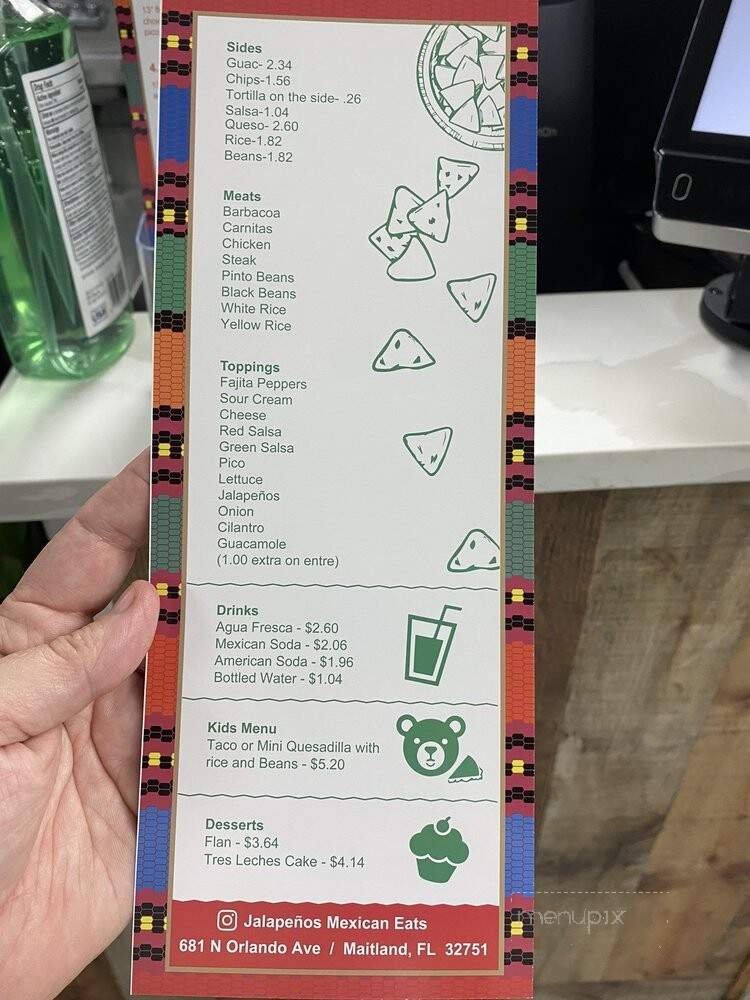 Sides
Guac- 2.34
Chips-1.56
Tortilla on the side- .26
Salsa-1.04
Queso- 2.60
Rice-1.82
Beans-1.82
Meats
Barbacoa
Carnitas
Chicken
Steak
Pinto Beans
Black Beans
White Rice
Yellow Rice
Toppings
Fajita Peppers
Sour Cream
Cheese
Red Salsa
Green Salsa
Pico
Lettuce
Jalapeños
Onion
Cilantro
Guacamole
(1.00 extra on entre)
Drinks
Agua Fresca - $2.60
Mexican Soda - $2.06
American Soda - $1.96
Bottled Water - $1.04
Kids Menu
Taco or Mini Quesadilla with
rice and Beans - $5.20
Desserts
Flan - $3.64
Tres Leches Cake - $4.14
Jalapeños Mexican Eats
681 N Orlando Ave / Maitland, FL 32751
menupix
Drug Facts